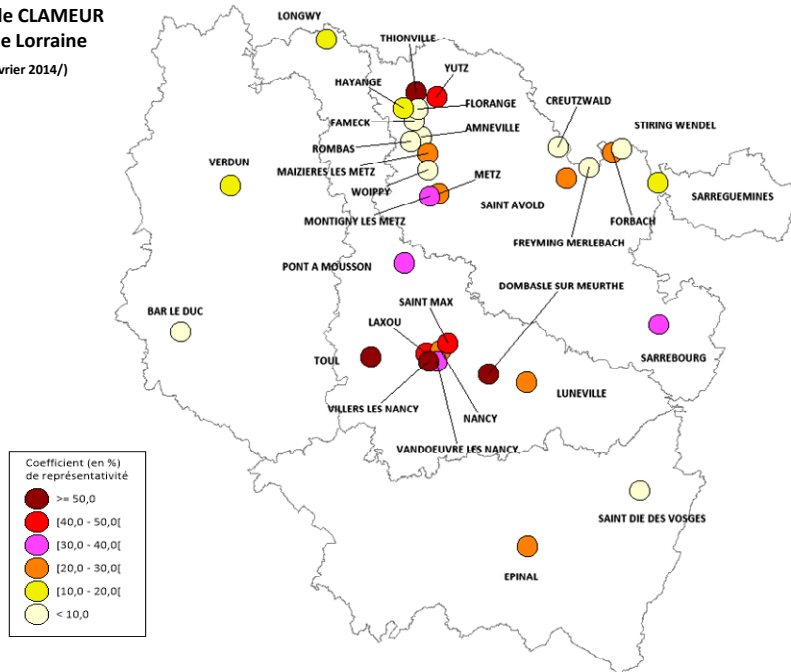 de CLAMEUR
e Lorraine
vrier 2014/)
LONGWY
THIONVILLE
YUTZ
HAYANGE
FLORANGE
CREUTZWALD
FAMECK
AMNEVILLE
STIRING WENDEL
ROMBAS
VERDUN
MAIZIERES LES METZ
METZ
WOIPPY
SARREGUEMINES
SAINT AVOLD
MONTIGNY LES METZ
FORBACH
FREYMING MERLEBACH
PONT A MOUSSON
DOMBASLE SUR MEURTHE
SAINT MAX
BAR LE DUC
LAXOU
SARREBOURG
TOUL
LUNEVILLE
VILLERS LES NANCY
NANCY
VANDOEUVRE LES NANCY
Coefficient (en %)
de représentativité
>= 50,0
[40,0 - 50,0[
[30,0 - 40,0[
[20,0 - 30,0[
[10,0 - 20,0[
< 10,0
SAINT DIE DES VOSGES
EPINAL